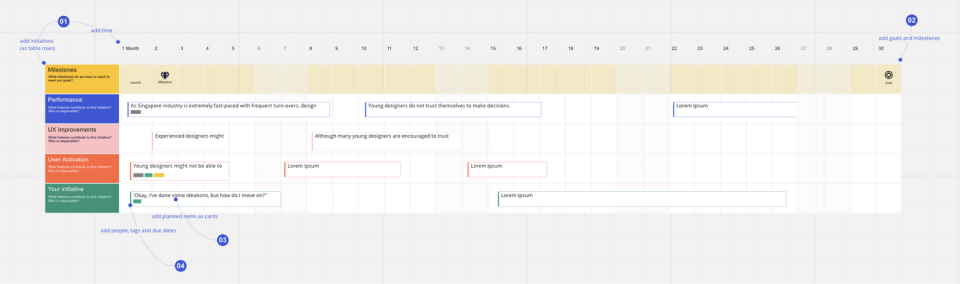 01
add time
02
add initiatives
(as table rows)
add goals and milestones
1 Month 2 3 4 5 6 7 8 9 10 11 12 13 14 15 16 17 18 19 20 21 22 23 24 25 26 27 28 29 30
Milestones
What milestones do we have to reach to
meet our goals?
Launch
Milestone
Goal
Performance
What features contribute to this initiative?
Who is responsible?
As Singapore industry is extremely fast-paced with frequent turn-overs, design
Young designers do not trust themselves to make decisions.
Lorem Ipsum
UX Improvements
What features contribute to this initiative?
Who is responsible?
Experienced designers might
Although many young designers are encouraged to trust
User Activation
What features contribute to this initiative?
Who is responsible?
Young designers might not be able to
Lorem Ipsum
Lorem Ipsum
Your initiative
What features contribute to this initiative?
Who is responsible?
"Okay, I've done some ideations, but how do I move on?"
Lorem Ipsum
add planned items as cards
add people, tags and due dates
03
04